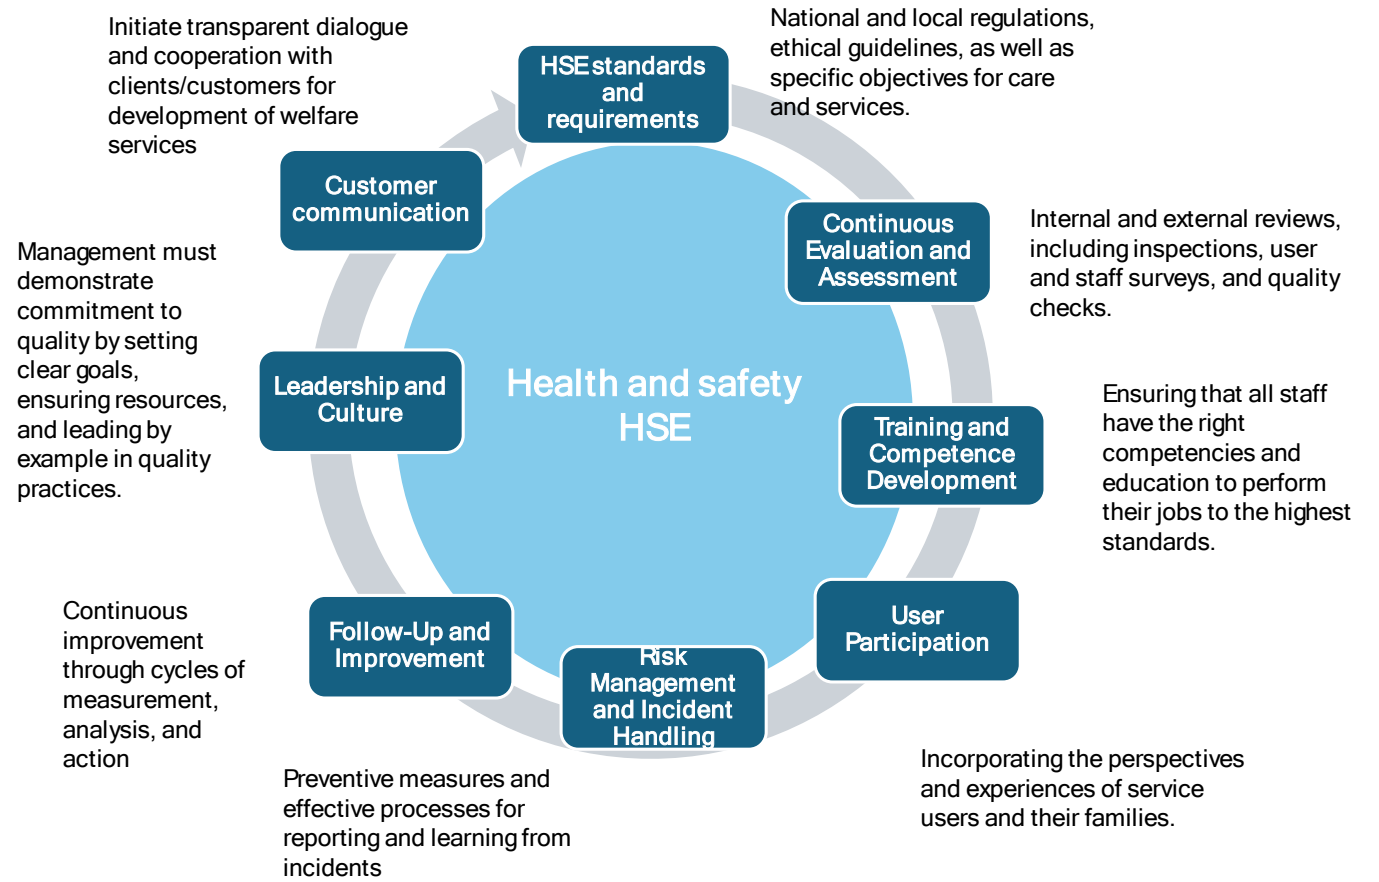 Initiate transparent dialogue
and cooperation with
clients/customers for
development of welfare
services
HSE standards
and
requirements
National and local regulations,
ethical guidelines, as well as
specific objectives for care
and services.
Customer
communication
Continuous
Evaluation and
Assessment
Internal and external reviews,
including inspections, user
and staff surveys, and quality
checks.
Management must
demonstrate
commitment to
quality by setting
clear goals,
ensuring resources,
and leading by
example in quality
practices.
Leadership and
Culture
Health and safety
HSE
Training and
Competence
Development
Ensuring that all staff
have the right
competencies and
education to perform
their jobs to the highest
standards.
Continuous
improvement
through cycles of
measurement,
analysis, and
action
Follow-Up and
Improvement
Risk
Management
and Incident
Handling
User
Participation
Preventive measures and
effective processes for
reporting and learning from
incidents
Incorporating the perspectives
and experiences of service
users and their families.